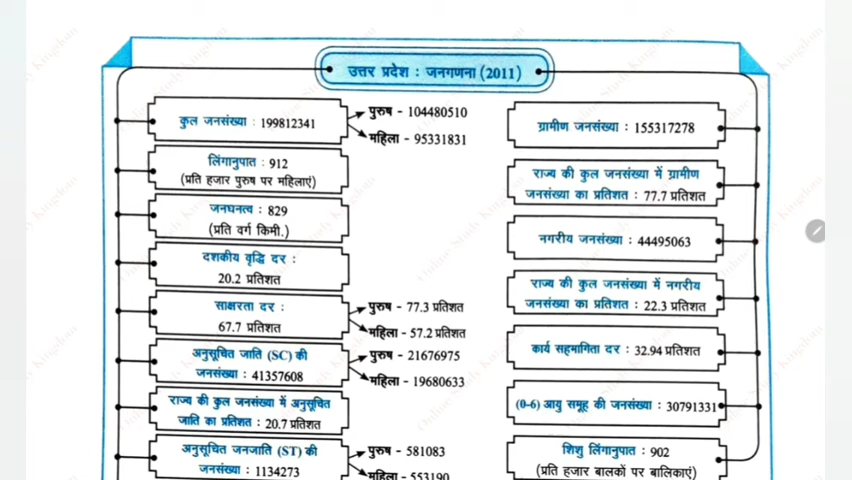 उत्तर प्रदेश : जनगणना (2011)
कुल जनसंख्या : 199812341
पुरुष - 104480510
महिला - 95331831
लिंगानुपात : 912
(प्रति हजार पुरुष पर महिलाएं)
जनघनत्व : 829
(प्रति वर्ग किमी.)
दशकीय वृद्धि दर :
20.2 प्रतिशत
साक्षरता दर :
67.7 प्रतिशत
पुरुष - 77.3 प्रतिशत
महिला - 57.2 प्रतिशत
अनुसूचित जाति (SC) की
जनसंख्या : 41357608
पुरुष - 21676975
महिला - 19680633
राज्य की कुल जनसंख्या में अनुसूचित
जाति का प्रतिशत : 20.7 प्रतिशत
अनुसूचित जनजाति (ST) की
जनसंख्या : 1134273
पुरुष - 581083
महिला - 553190
ग्रामीण जनसंख्या : 155317278
राज्य की कुल जनसंख्या में ग्रामीण
जनसंख्या का प्रतिशत : 77.7 प्रतिशत
नगरीय जनसंख्या : 44495063
राज्य की कुल जनसंख्या में नगरीय
जनसंख्या का प्रतिशत : 22.3 प्रतिशत
कार्य सहभागिता दर : 32.94 प्रतिशत
(0-6) आयु समूह की जनसंख्या : 30791331
शिशु लिंगानुपात : 902
(प्रति हजार बालकों पर बालिकाएं)
Online Study Kingdom